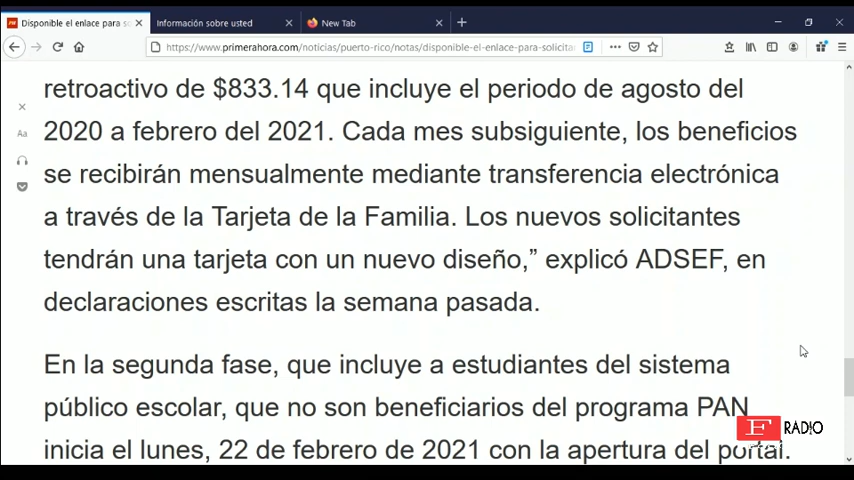 Disponible el enlace para so
Información sobre usted
New Tab
https://www.primerahora.com/noticias/puerto-rico/notas/disponible-el-enlace-para-solicita
Aa
retroactivo de $833.14 que incluye el periodo de agosto del
2020 a febrero del 2021. Cada mes subsiguiente, los beneficios
se recibirán mensualmente mediante transferencia electrónica
a través de la Tarjeta de la Familia. Los nuevos solicitantes
tendrán una tarjeta con un nuevo diseño,” explicó ADSEF, en
declaraciones escritas la semana pasada.
En la segunda fase, que incluye a estudiantes del sistema
público escolar, que no son beneficiarios del programa PAN
inicia el lunes, 22 de febrero de 2021 con la apertura del portal.
F RADIO